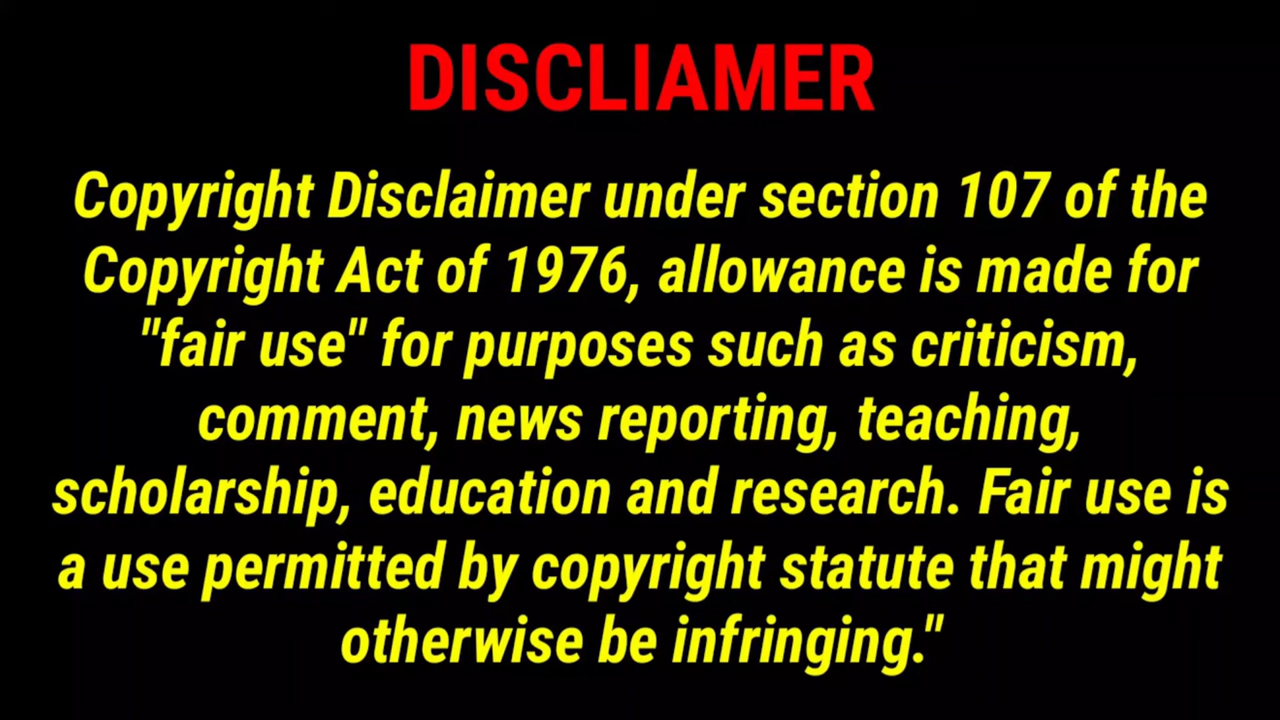 DISCLIAMER
Copyright Disclaimer under section 107 of the
Copyright Act of 1976, allowance is made for
"fair use" for purposes such as criticism,
comment, news reporting, teaching,
scholarship, education and research. Fair use is
a use permitted by copyright statute that might
otherwise be infringing."